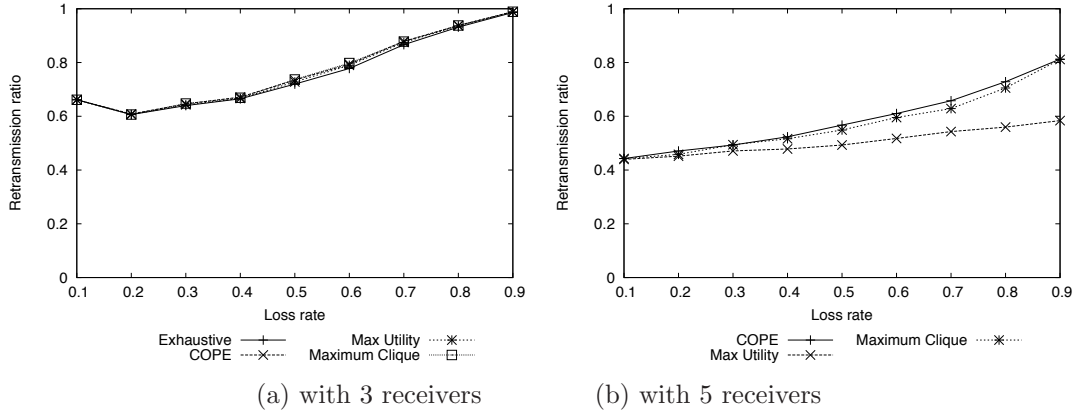 1
0.8
0.6
0.4
0.2
0
Retransmission ratio
0.1 0.2 0.3 0.4 0.5 0.6 0.7 0.8 0.9
Loss rate
Exhaustive
COPE
Max Utility
Maximum Clique
(a) with 3 receivers
1
0.8
0.6
0.4
0.2
0
Retransmission ratio
0.1 0.2 0.3 0.4 0.5 0.6 0.7 0.8 0.9
Loss rate
COPE
Max Utility
Maximum Clique
(b) with 5 receivers